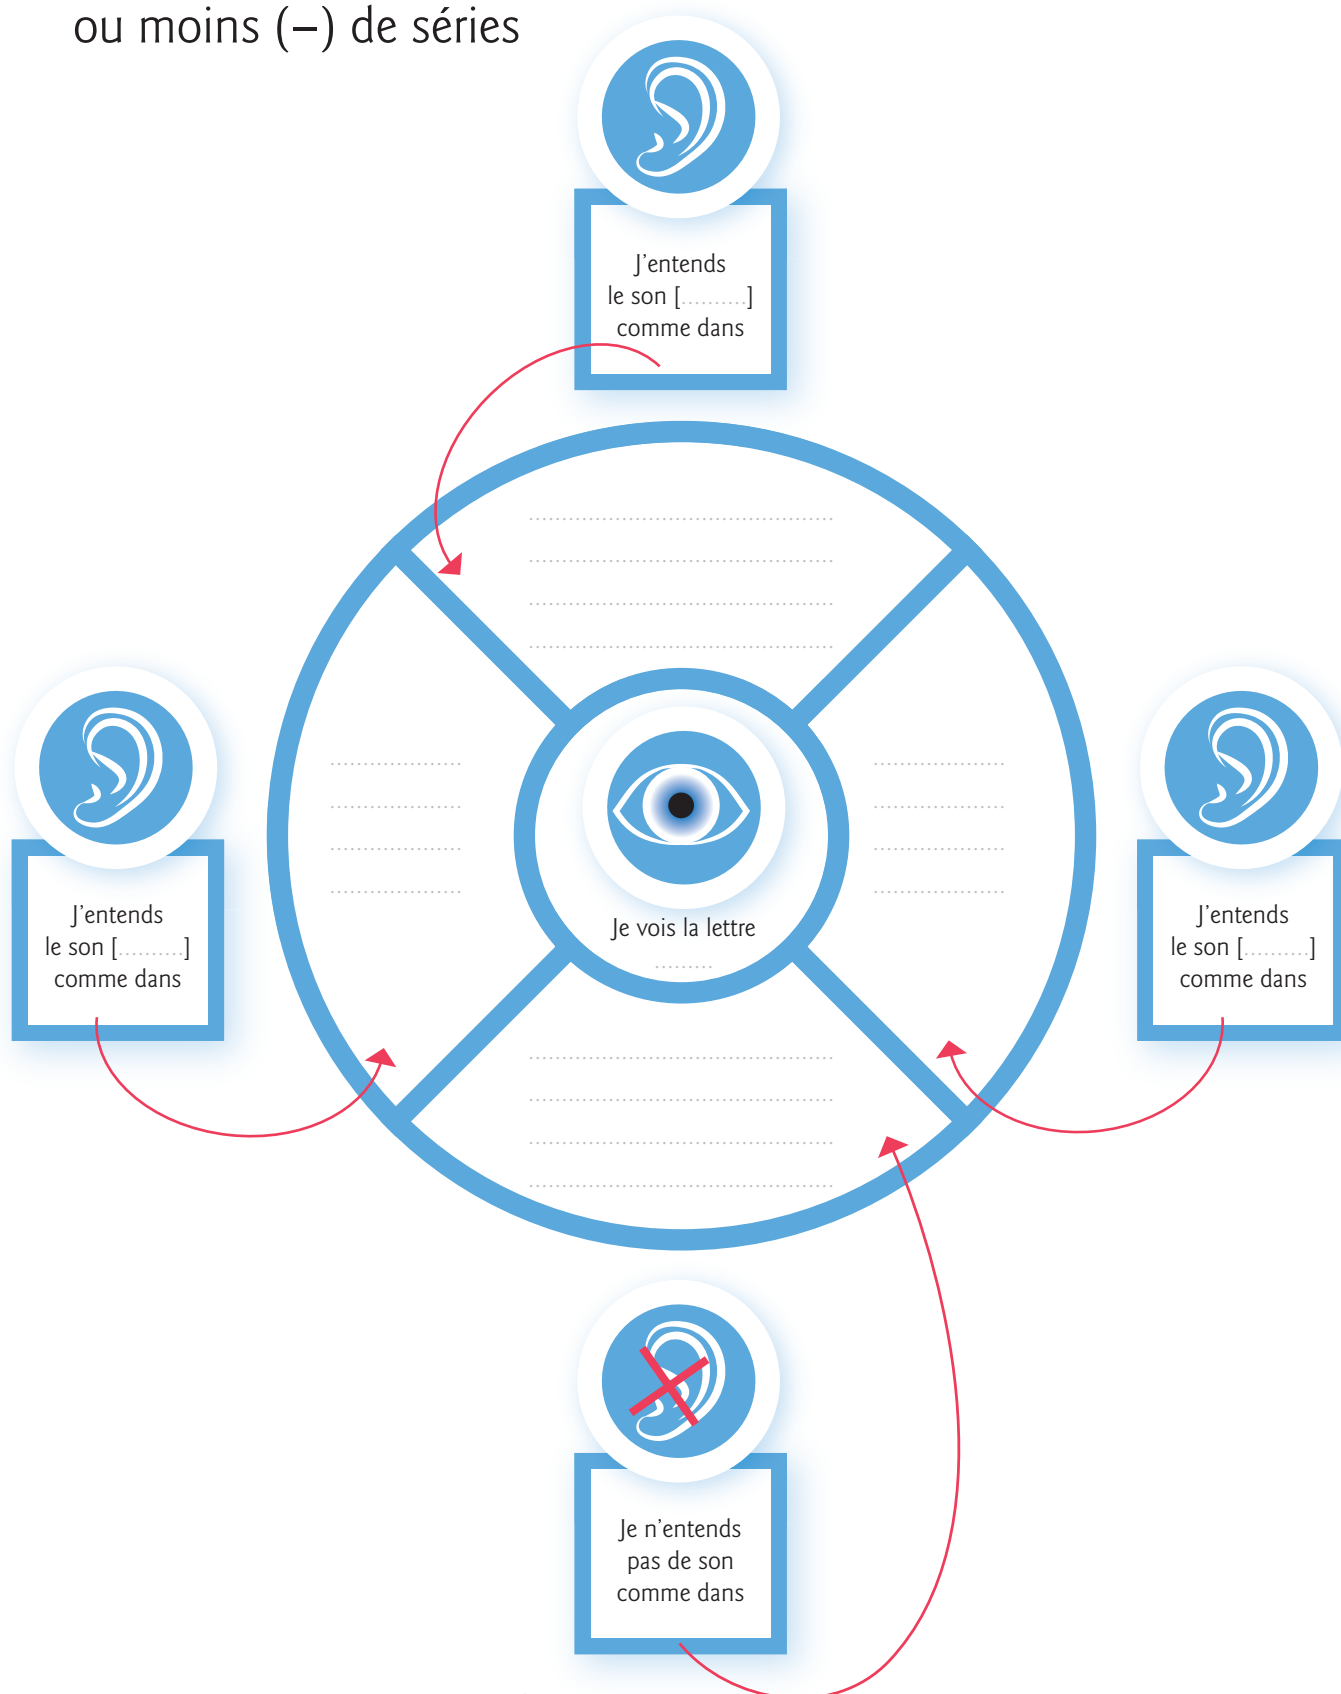 ou moins (–) de séries
J'entends
le son [..........]
comme dans
J'entends
le son [..........]
comme dans
Je vois la lettre
.........
J'entends
le son [..........]
comme dans
Je n'entends
pas de son
comme dans